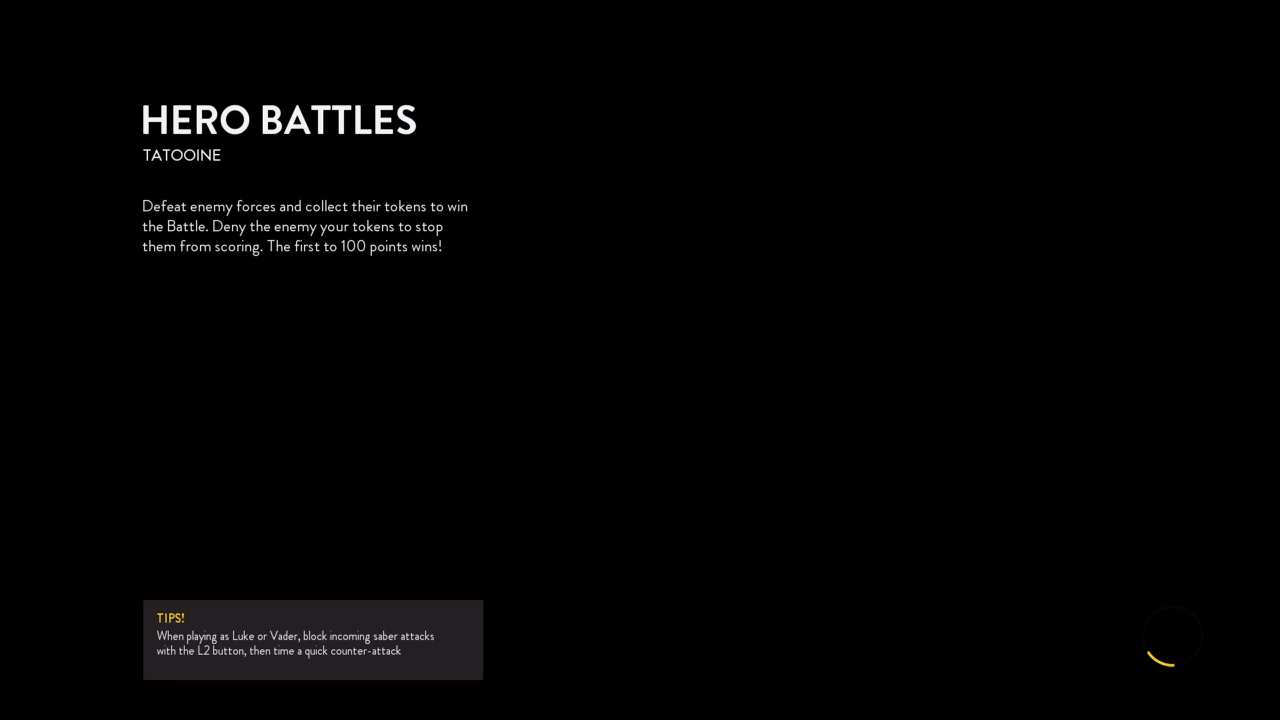 HERO BATTLES
TATOOINE
Defeat enemy forces and collect their tokens to win
the Battle. Deny the enemy your tokens to stop
them from scoring. The first to 100 points wins!
TIPS!
When playing as Luke or Vader, block incoming saber attacks
with the L2 button, then time a quick counter-attack